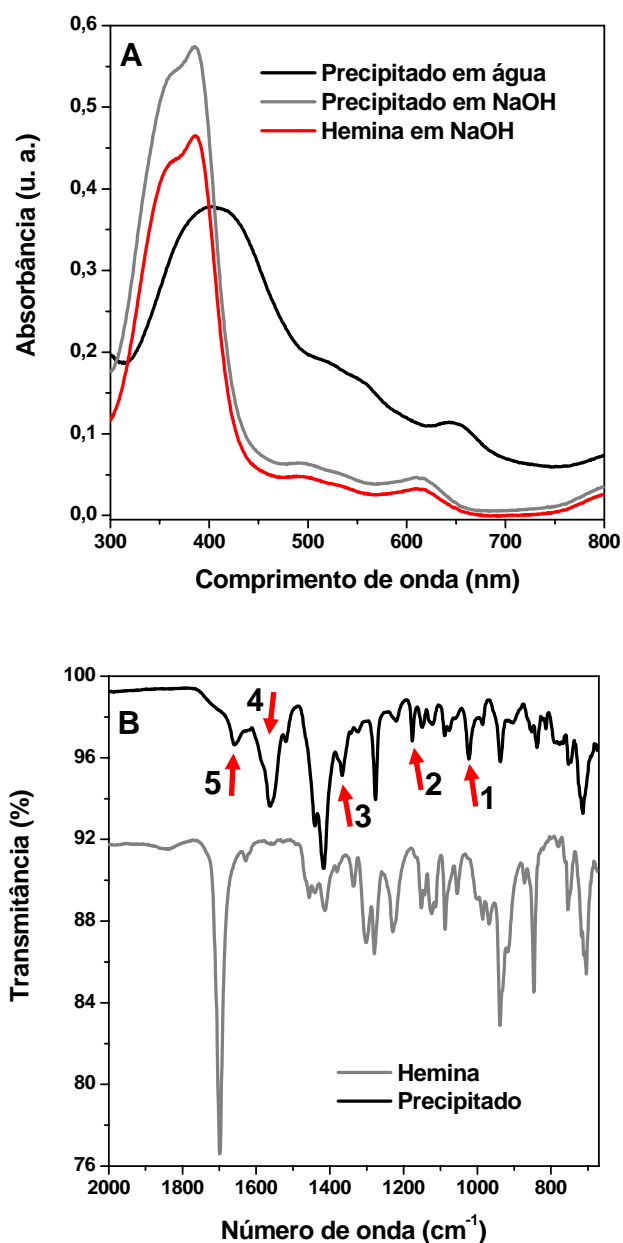 A
Precipitado em água
Precipitado em NaOH
Hemina em NaOH
0,6
0,5
0,4
0,3
0,2
0,1
0,0
Absorbância (u. a.)
300 400 500 600 700 800
Comprimento de onda (nm)
B
4
5
3
2
1
100
96
92
88
84
80
76
Transmitância (%)
Hemina
Precipitado
2000 1800 1600 1400 1200 1000 800
Número de onda (cm⁻¹)